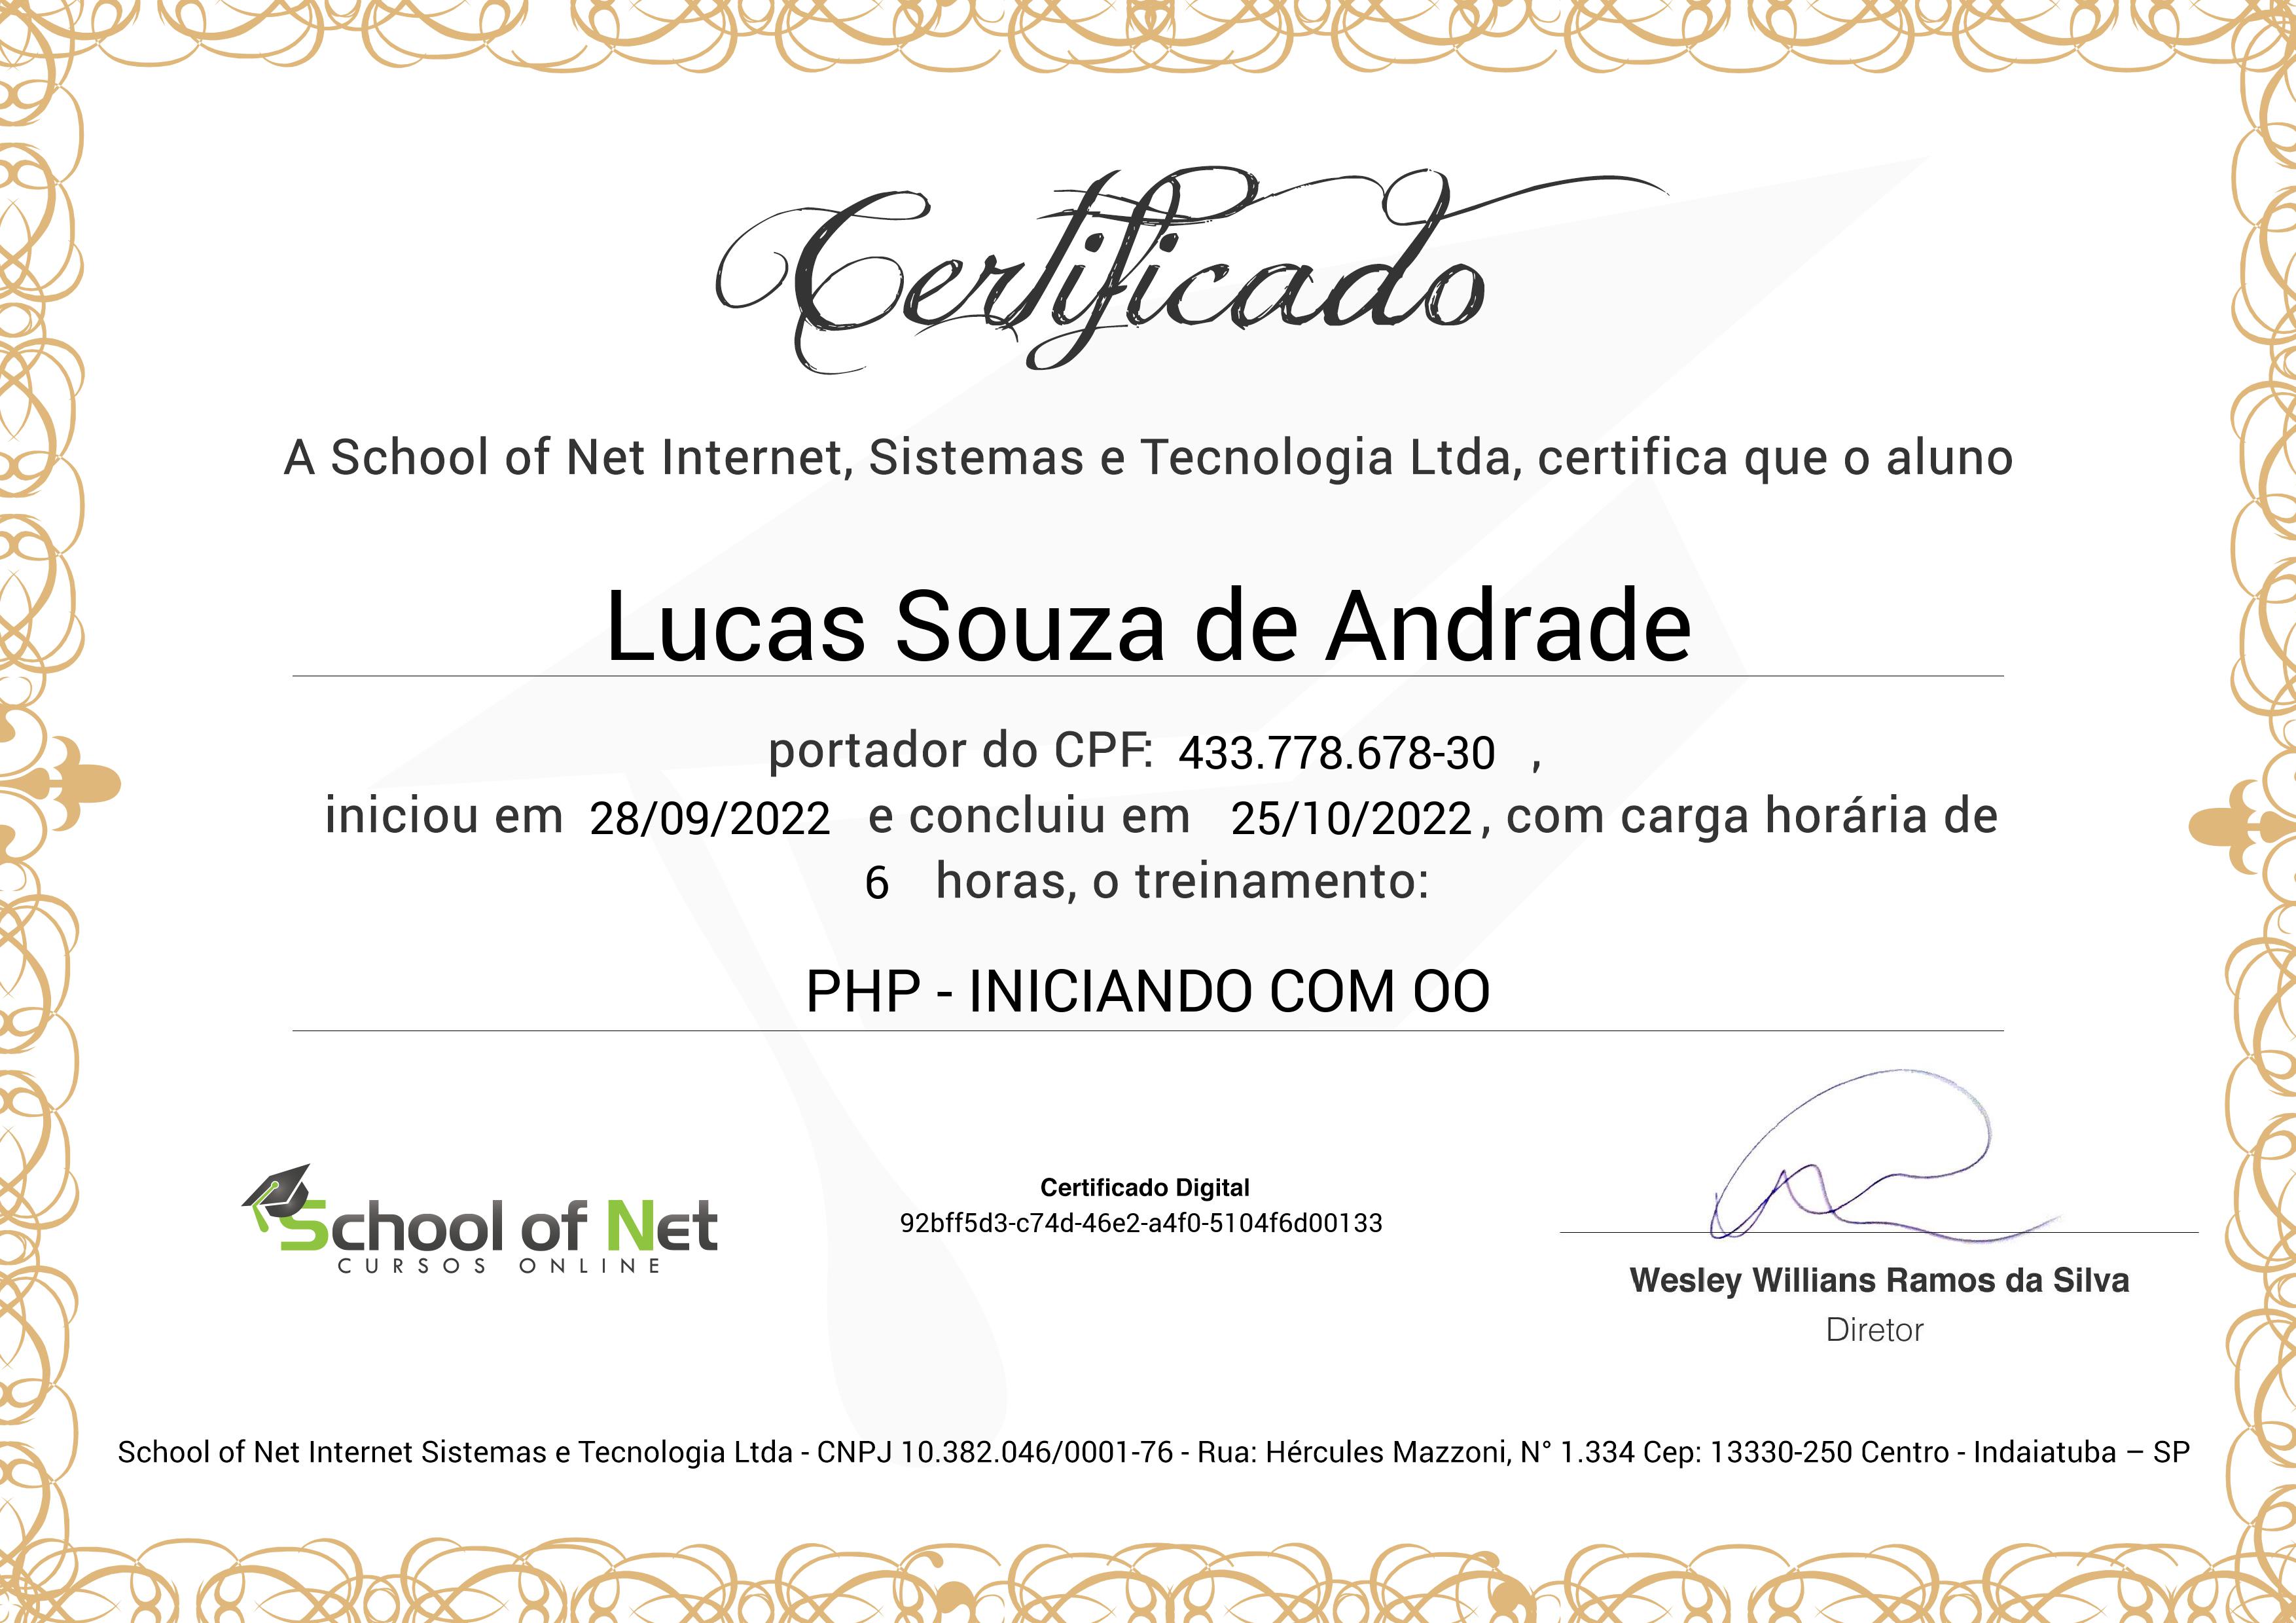 Certificado
A School of Net Internet, Sistemas e Tecnologia Ltda, certifica que o aluno
Lucas Souza de Andrade
portador do CPF: 433.778.678-30 ,
iniciou em 28/09/2022 e concluiu em 25/10/2022, com carga horária de
6 horas, o treinamento:
PHP - INICIANDO COM OO
School of Net
CURSOS ONLINE
Certificado Digital
92bff5d3-c74d-46e2-a4f0-5104f6d00133
Wesley Willians Ramos da Silva
Diretor
School of Net Internet Sistemas e Tecnologia Ltda - CNPJ 10.382.046/0001-76 - Rua: Hércules Mazzoni, N° 1.334 Cep: 13330-250 Centro - Indaiatuba – SP